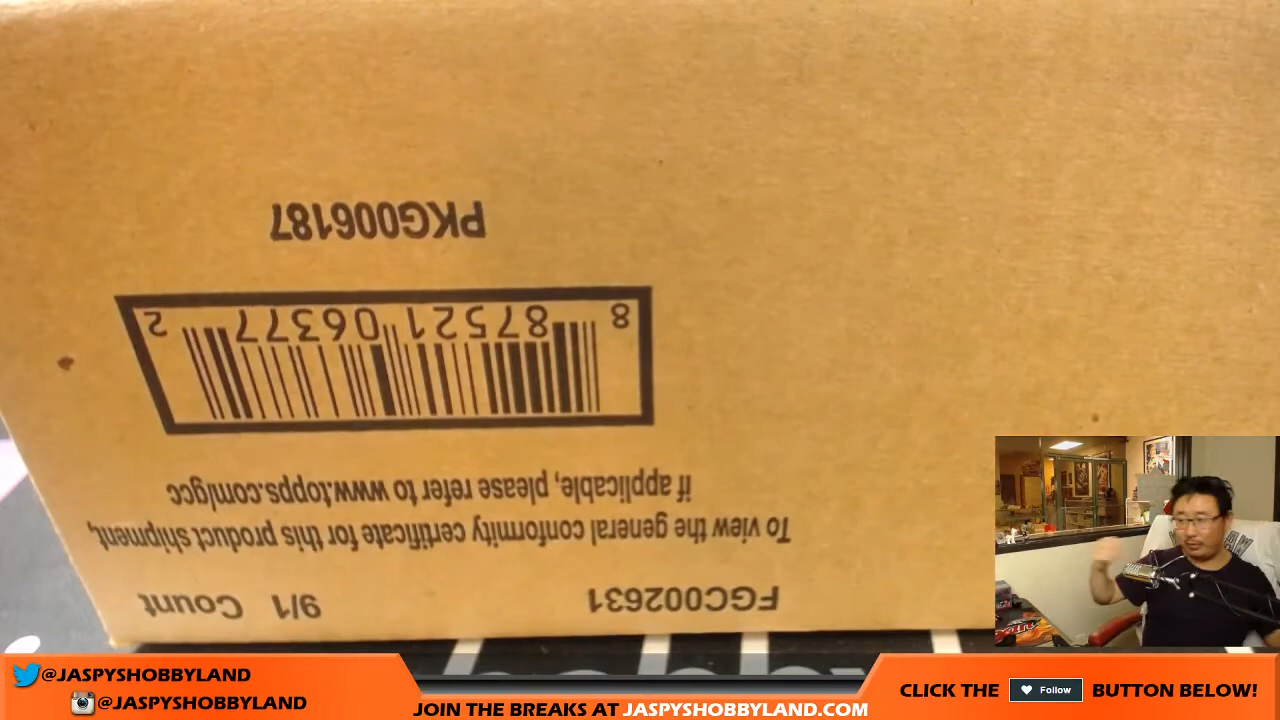 FGC002631 9/1 Count
To view the general conformity certificate for this product shipment,
if applicable, please refer to www.topps.com/gcc
8 87521 06377 2
PKG006187
@JASPYSHOBBYLAND
@JASPYSHOBBYLAND
JOIN THE BREAKS AT JASPYSHOBBYLAND.COM
CLICK THE Follow BUTTON BELOW!